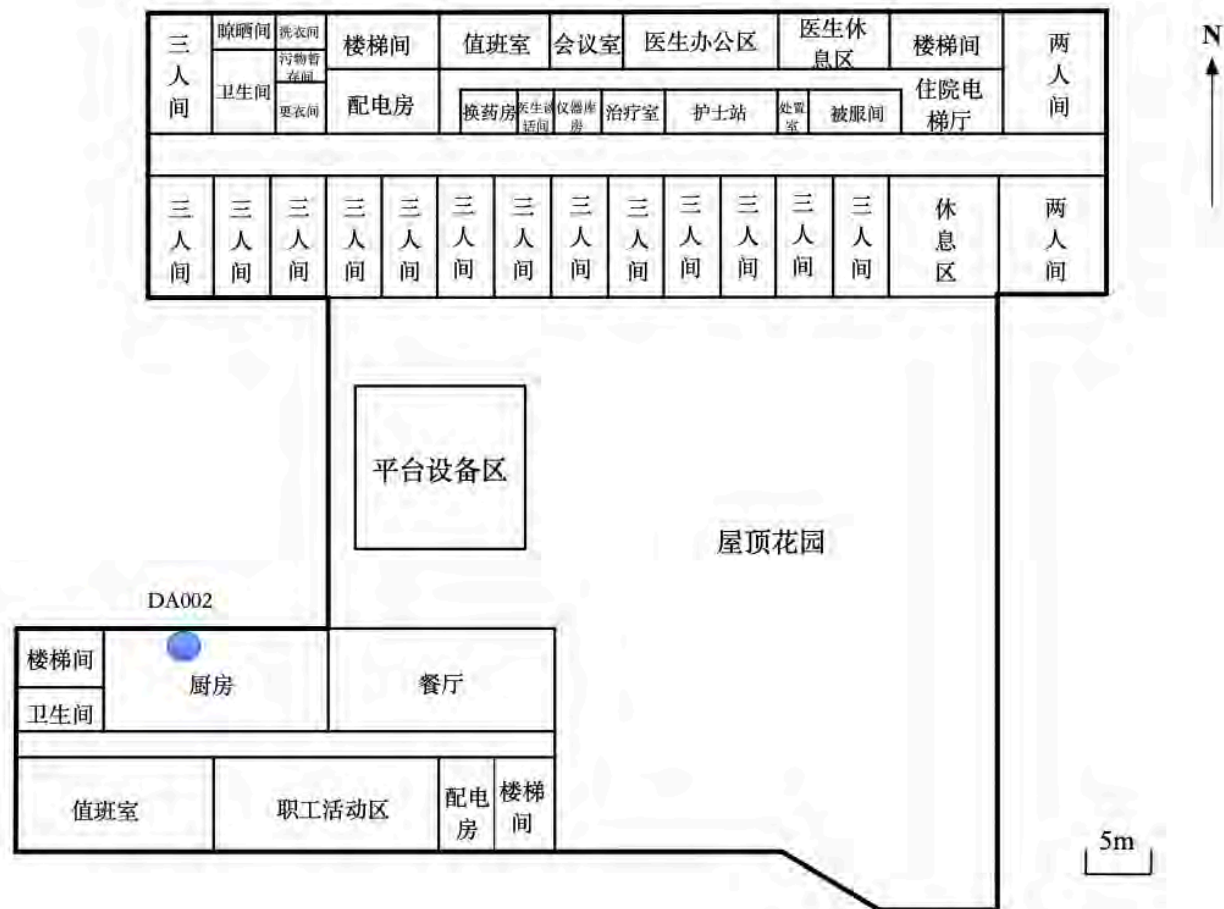 三人间
晾晒间
洗衣间
楼梯间
值班室
会议室
医生办公区
医生休息区
楼梯间
两人间
N
卫生间
污物暂存间
更衣间
配电房
换药房
医生谈话间
仪器库房
治疗室
护士站
处置室
被服间
住院电梯厅
三人间
三人间
三人间
三人间
三人间
三人间
三人间
三人间
三人间
三人间
三人间
三人间
三人间
休息区
两人间
平台设备区
屋顶花园
DA002
楼梯间
厨房
餐厅
卫生间
值班室
职工活动区
配电房
楼梯间
5m